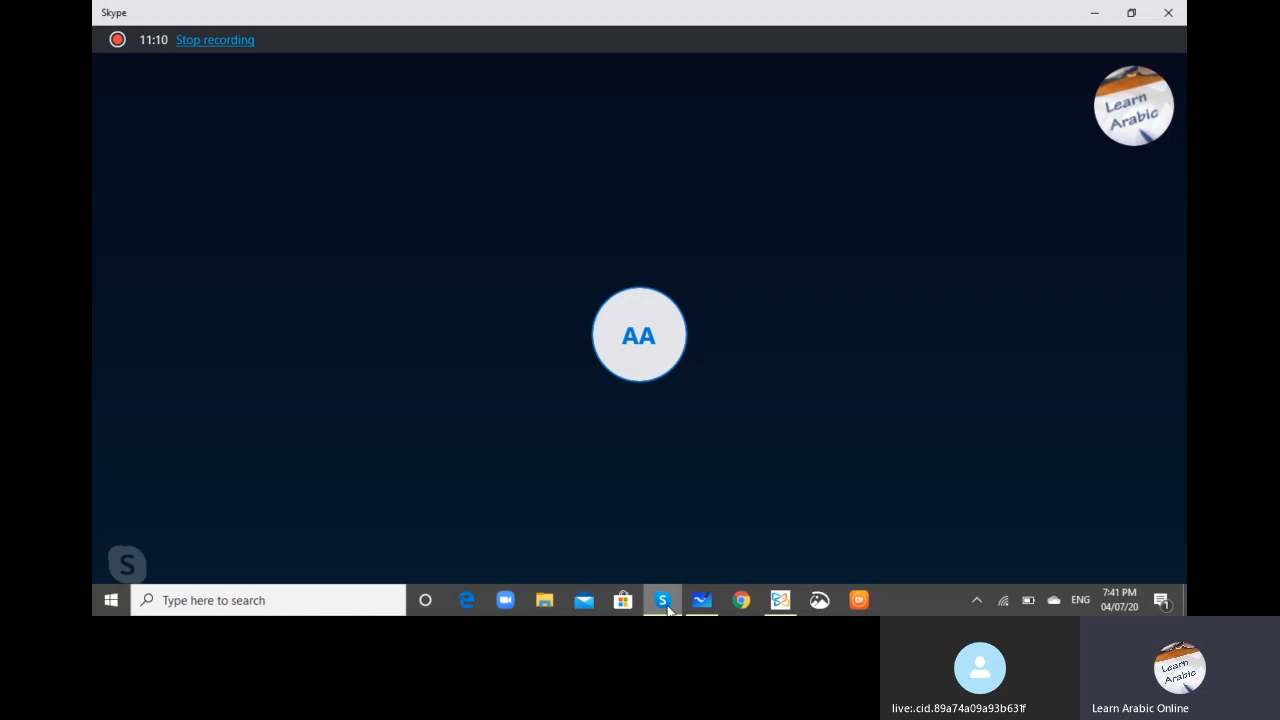 Skype
11:10 Stop recording
Learn
Arabic
AA
S
Type here to search
S
ENG
7:41 PM
04/07/20
1
Learn
Arabic
live:.cid.89a74a09a93b631f
Learn Arabic Online